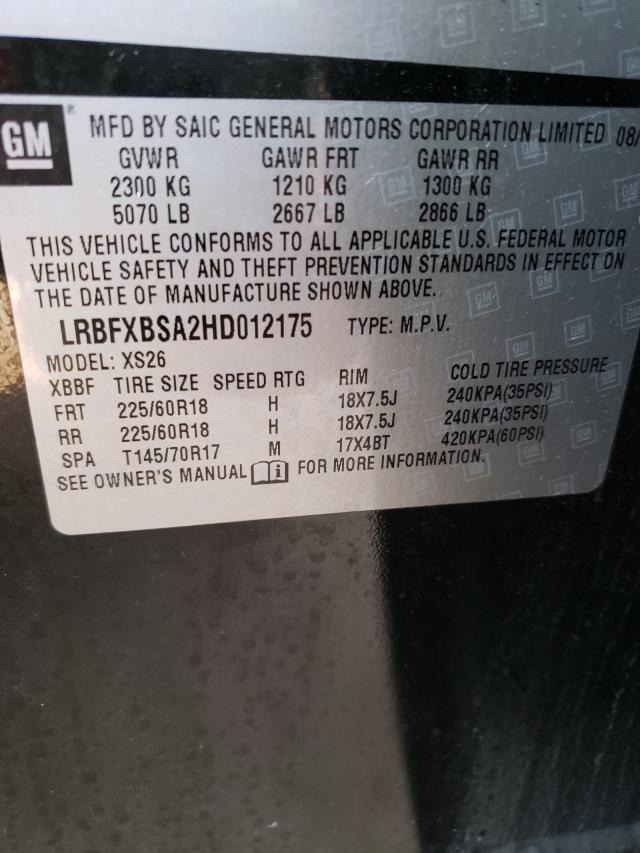 GM ® MFD BY SAIC GENERAL MOTORS CORPORATION LIMITED 08/
GVWR GAWR FRT GAWR RR
2300 KG 1210 KG 1300 KG
5070 LB 2667 LB 2866 LB
THIS VEHICLE CONFORMS TO ALL APPLICABLE U.S. FEDERAL MOTOR
VEHICLE SAFETY AND THEFT PREVENTION STANDARDS IN EFFECT ON
THE DATE OF MANUFACTURE SHOWN ABOVE.
LRBFXBSA2HD012175 TYPE: M.P.V.
MODEL: XS26
XBBF TIRE SIZE SPEED RTG RIM COLD TIRE PRESSURE
FRT 225/60R18 H 18X7.5J 240KPA(35PSI)
RR 225/60R18 H 18X7.5J 240KPA(35PSI)
SPA T145/70R17 M 17X4BT 420KPA(60PSI)
SEE OWNER'S MANUAL FOR MORE INFORMATION.